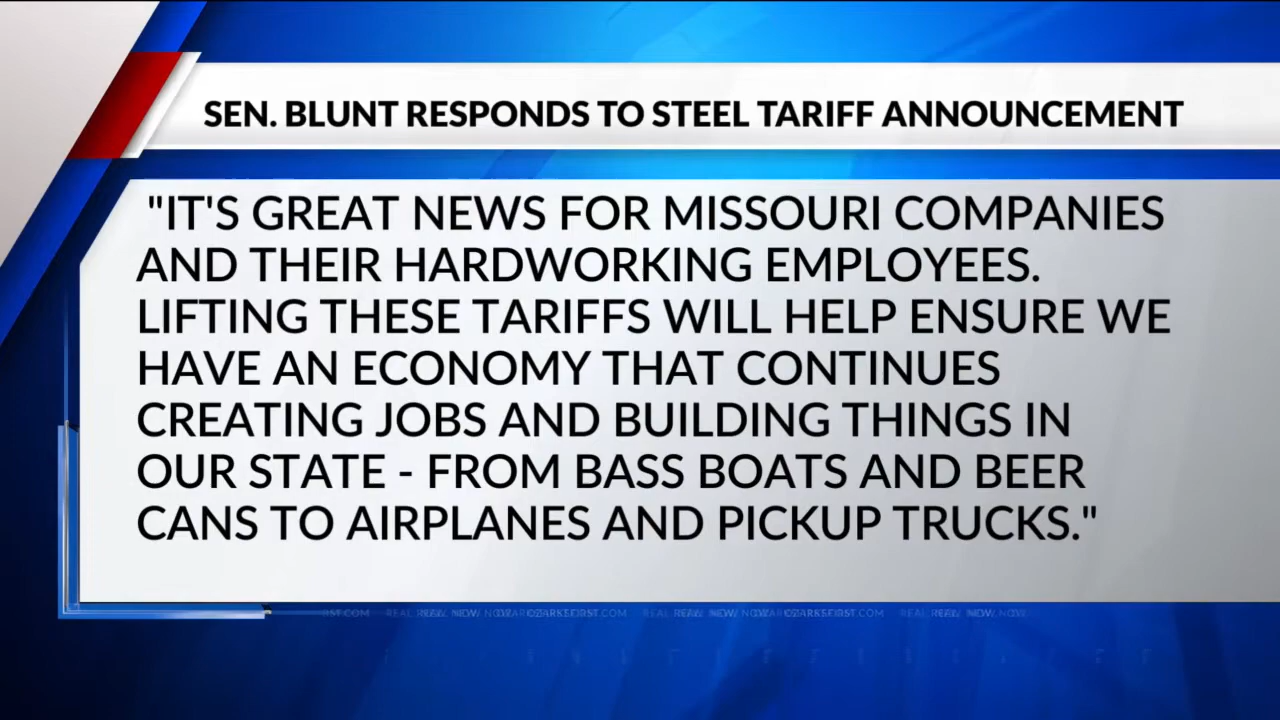 SEN. BLUNT RESPONDS TO STEEL TARIFF ANNOUNCEMENT
"IT'S GREAT NEWS FOR MISSOURI COMPANIES
AND THEIR HARDWORKING EMPLOYEES.
LIFTING THESE TARIFFS WILL HELP ENSURE WE
HAVE AN ECONOMY THAT CONTINUES
CREATING JOBS AND BUILDING THINGS IN
OUR STATE - FROM BASS BOATS AND BEER
CANS TO AIRPLANES AND PICKUP TRUCKS."